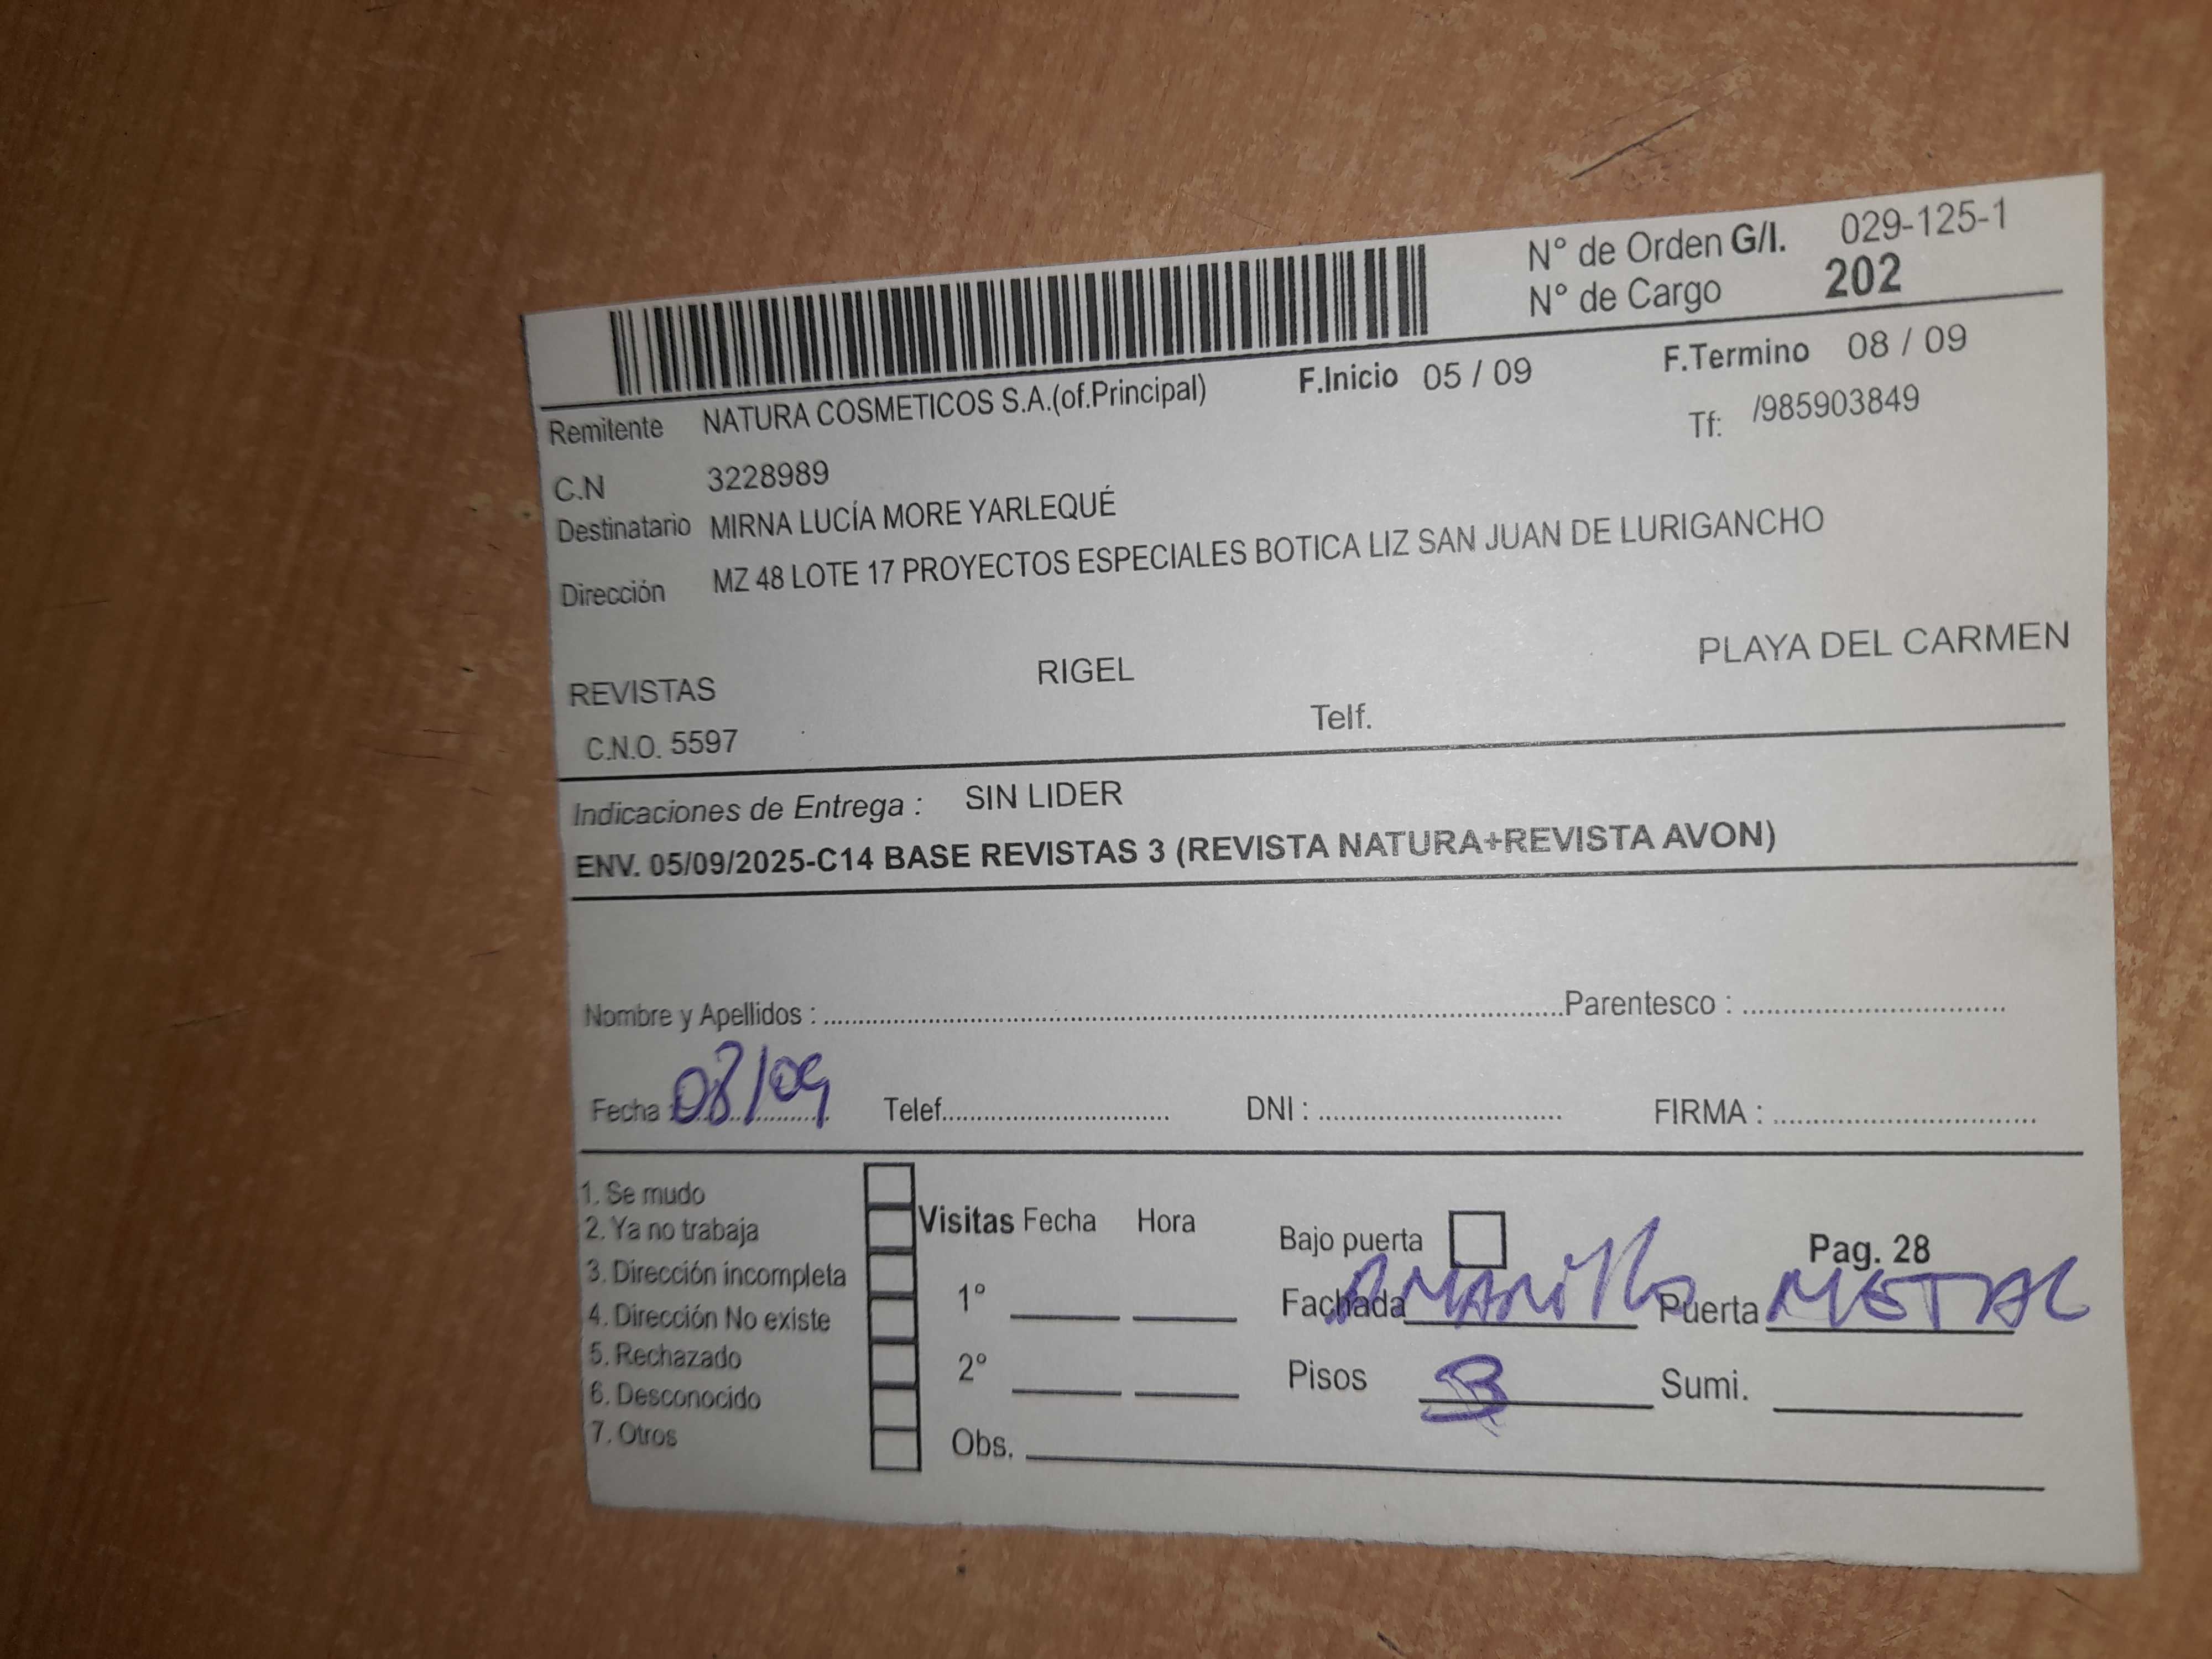 N° de Orden G/I. 029-125-1
N° de Cargo 202
F.Inicio 05 / 09 F.Termino 08 / 09
Remitente NATURA COSMETICOS S.A.(of.Principal) Tf: /985903849
C.N 3228989
Destinatario MIRNA LUCÍA MORE YARLEQUÉ
Dirección MZ 48 LOTE 17 PROYECTOS ESPECIALES BOTICA LIZ SAN JUAN DE LURIGANCHO
REVISTAS RIGEL PLAYA DEL CARMEN
C.N.O. 5597 Telf.
Indicaciones de Entrega : SIN LIDER
ENV. 05/09/2025-C14 BASE REVISTAS 3 (REVISTA NATURA+REVISTA AVON)
Nombre y Apellidos : Parentesco :
Fecha : 08/09 Telef. DNI : FIRMA :
1. Se mudo
2. Ya no trabaja
3. Dirección incompleta
4. Dirección No existe
5. Rechazado
6. Desconocido
7. Otros
Visitas Fecha Hora
1°
2°
Obs.
Bajo puerta Pag. 28
Fachada AMARillo Puerta METAL
Pisos 3 Sumi.